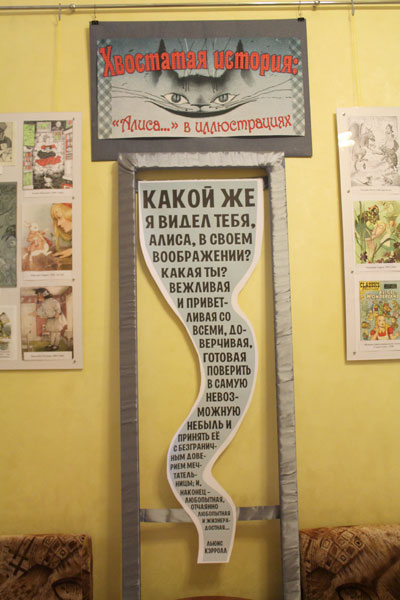 Хвостатая история:
«Алиса...» в иллюстрациях
КАКОЙ ЖЕ
Я ВИДЕЛ ТЕБЯ,
АЛИСА, В СВОЕМ
ВООБРАЖЕНИИ?
КАКАЯ ТЫ?
ВЕЖЛИВАЯ
И ПРИВЕТ-
ЛИВАЯ СО
ВСЕМИ, ДО-
ВЕРЧИВАЯ,
ГОТОВАЯ
ПОВЕРИТЬ
В САМУЮ
НЕВОЗ-
МОЖНУЮ
НЕБЫЛЬ И
ПРИНЯТЬ ЕЁ
С БЕЗГРАНИЧ-
НЫМ ДОВЕ-
РИЕМ МЕЧ-
ТАТЕЛЬ-
НИЦЫ; И,
НАКОНЕЦ –
ЛЮБОПЫТНАЯ,
ОТЧАЯННО
ЛЮБОПЫТНАЯ
И ЖИЗНЕРА-
ДОСТНАЯ...
ЛЬЮИС
КЭРРОЛЛ
CLASSICS